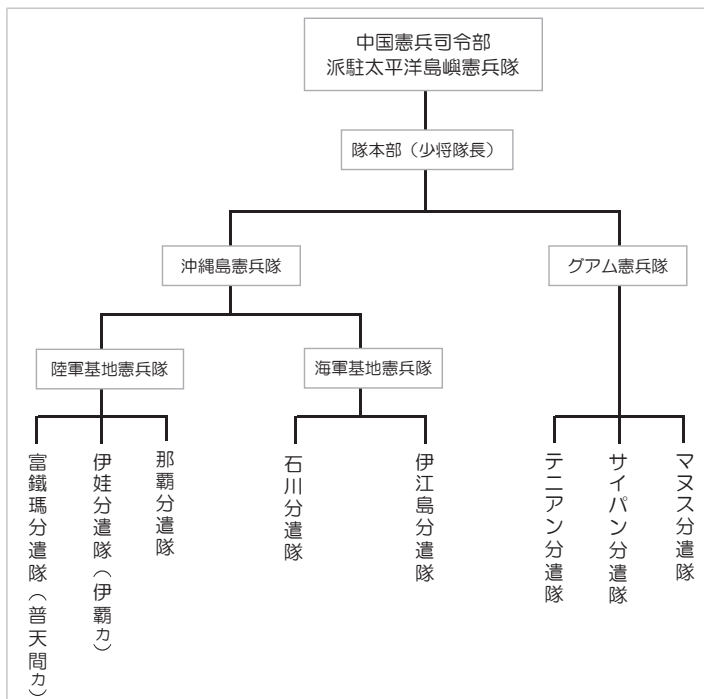 中国憲兵司令部
派駐太平洋島嶼憲兵隊
隊本部（少将隊長）
沖縄島憲兵隊
グアム憲兵隊
陸軍基地憲兵隊
海軍基地憲兵隊
富鐵瑪分遣隊（普天間カ）
伊娃分遣隊（伊覇カ）
那覇分遣隊
石川分遣隊
伊江島分遣隊
テニアン分遣隊
サイパン分遣隊
マヌス分遣隊